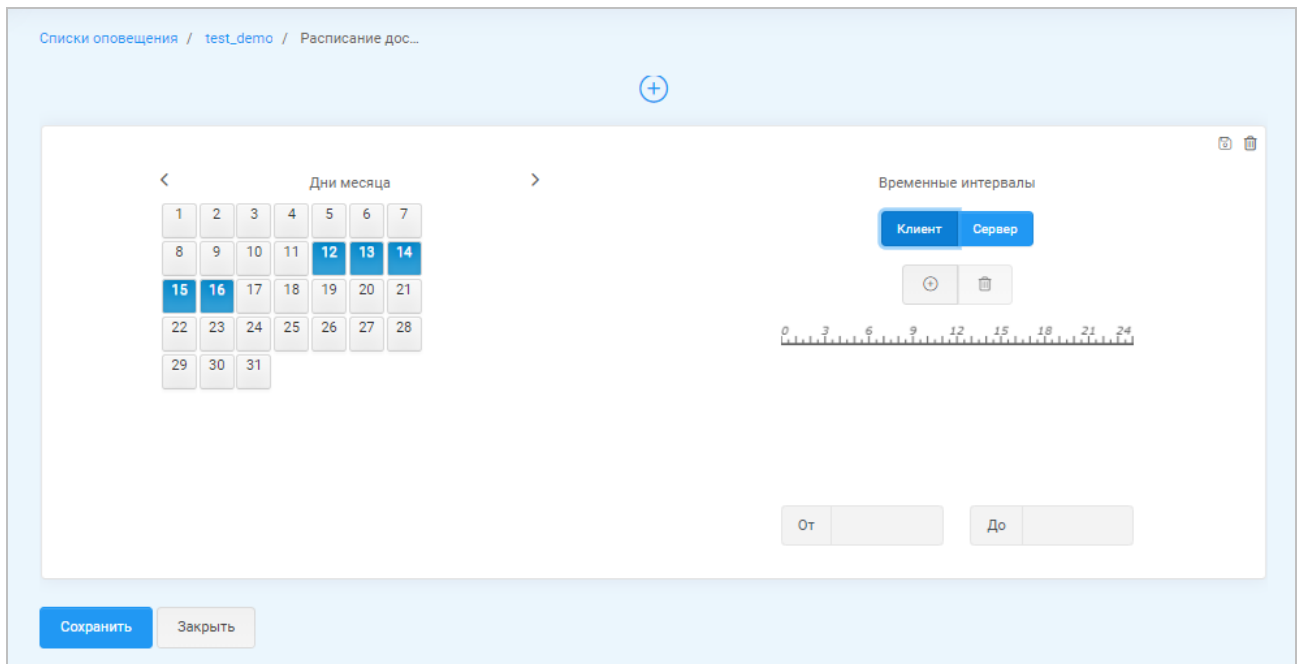 Списки оповещения / test_demo / Расписание дос...
Дни месяца
1 2 3 4 5 6 7
8 9 10 11 12 13 14
15 16 17 18 19 20 21
22 23 24 25 26 27 28
29 30 31
Временные интервалы
Клиент Сервер
0 3 6 9 12 15 18 21 24
От До
Сохранить Закрыть